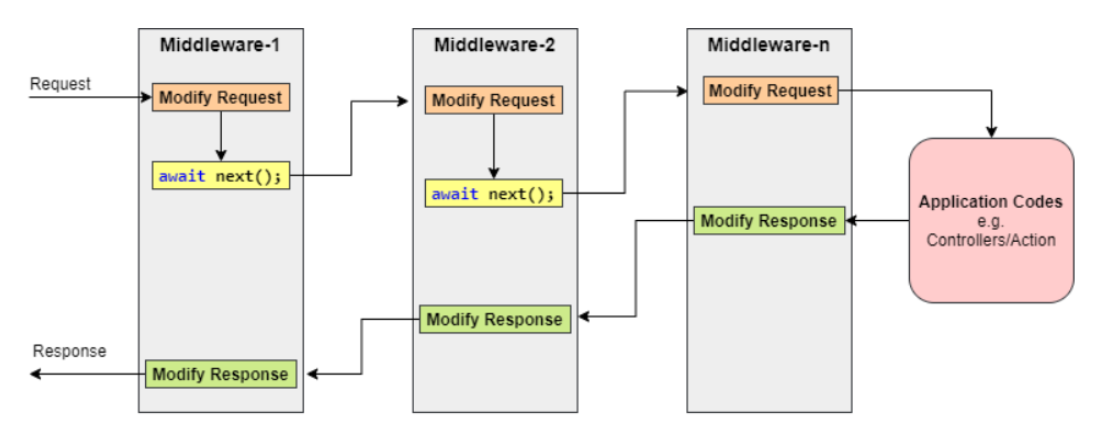 Middleware-1
Middleware-2
Middleware-n
Request
Modify Request
Modify Request
Modify Request
await next();
await next();
Application Codes
e.g.
Controllers/Action
Modify Response
Modify Response
Response
Modify Response